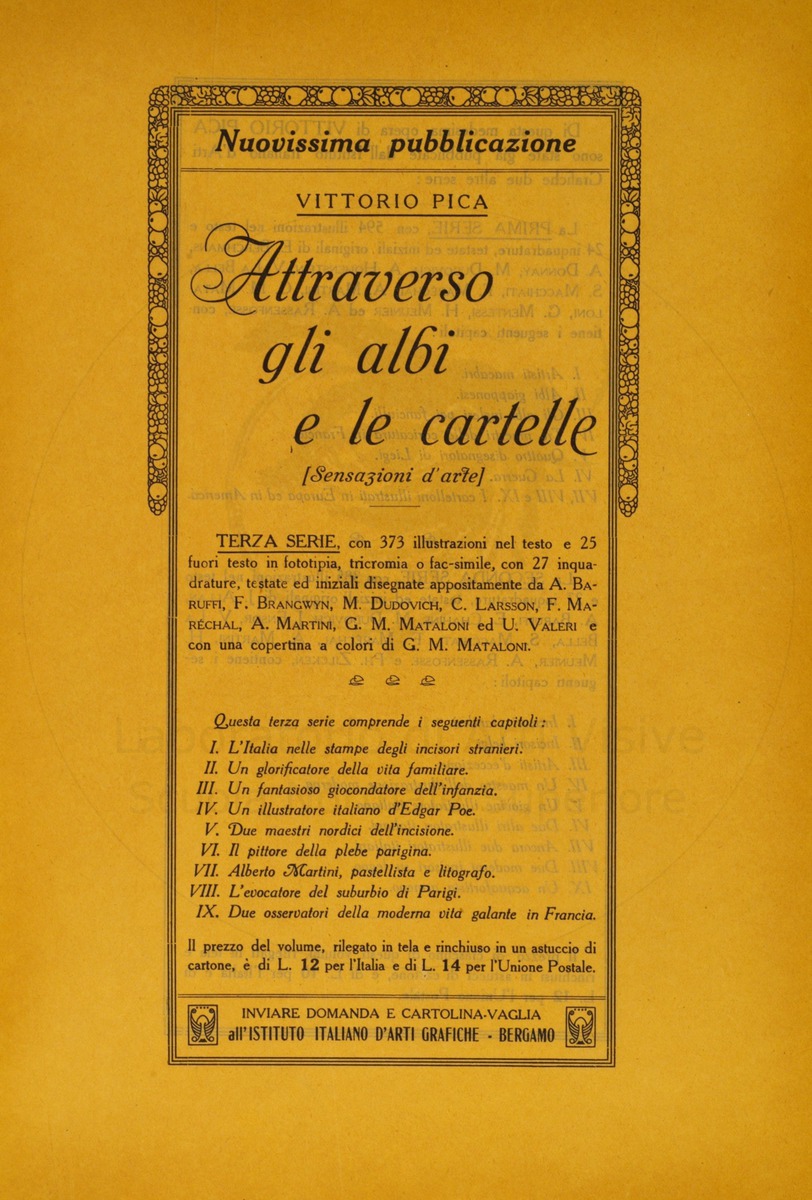 Nuovissima pubblicazione
VITTORIO PICA
Attraverso
gli albi
e le cartelle
[Sensazioni d'arte]
TERZA SERIE, con 373 illustrazioni nel testo e 25
fuori testo in fototipia, tricromia o fac-simile, con 27 inqua-
drature, testate ed iniziali disegnate appositamente da A. BA-
RUFFI, F. BRANGWYN, M. DUDOVICH, C. LARSSON, F. MA-
RÉCHAL, A. MARTINI, G. M. MATALONI ed U. VALERI e
con una copertina a colori di G. M. MATALONI.
Questa terza serie comprende i seguenti capitoli:
I. L'Italia nelle stampe degli incisori stranieri.
II. Un glorificatore della vita familiare.
III. Un fantasioso giocondatore dell'infanzia.
IV. Un illustratore italiano d'Edgar Poe.
V. Due maestri nordici dell'incisione.
VI. Il pittore della plebe parigina.
VII. Alberto Martini, pastellista e litografo.
VIII. L'evocatore del suburbio di Parigi.
IX. Due osservatori della moderna vita galante in Francia.
Il prezzo del volume, rilegato in tela e rinchiuso in un astuccio di
cartone, è di L. 12 per l'Italia e di L. 14 per l'Unione Postale.
INVIARE DOMANDA E CARTOLINA-VAGLIA
all'ISTITUTO ITALIANO D'ARTI GRAFICHE - BERGAMO